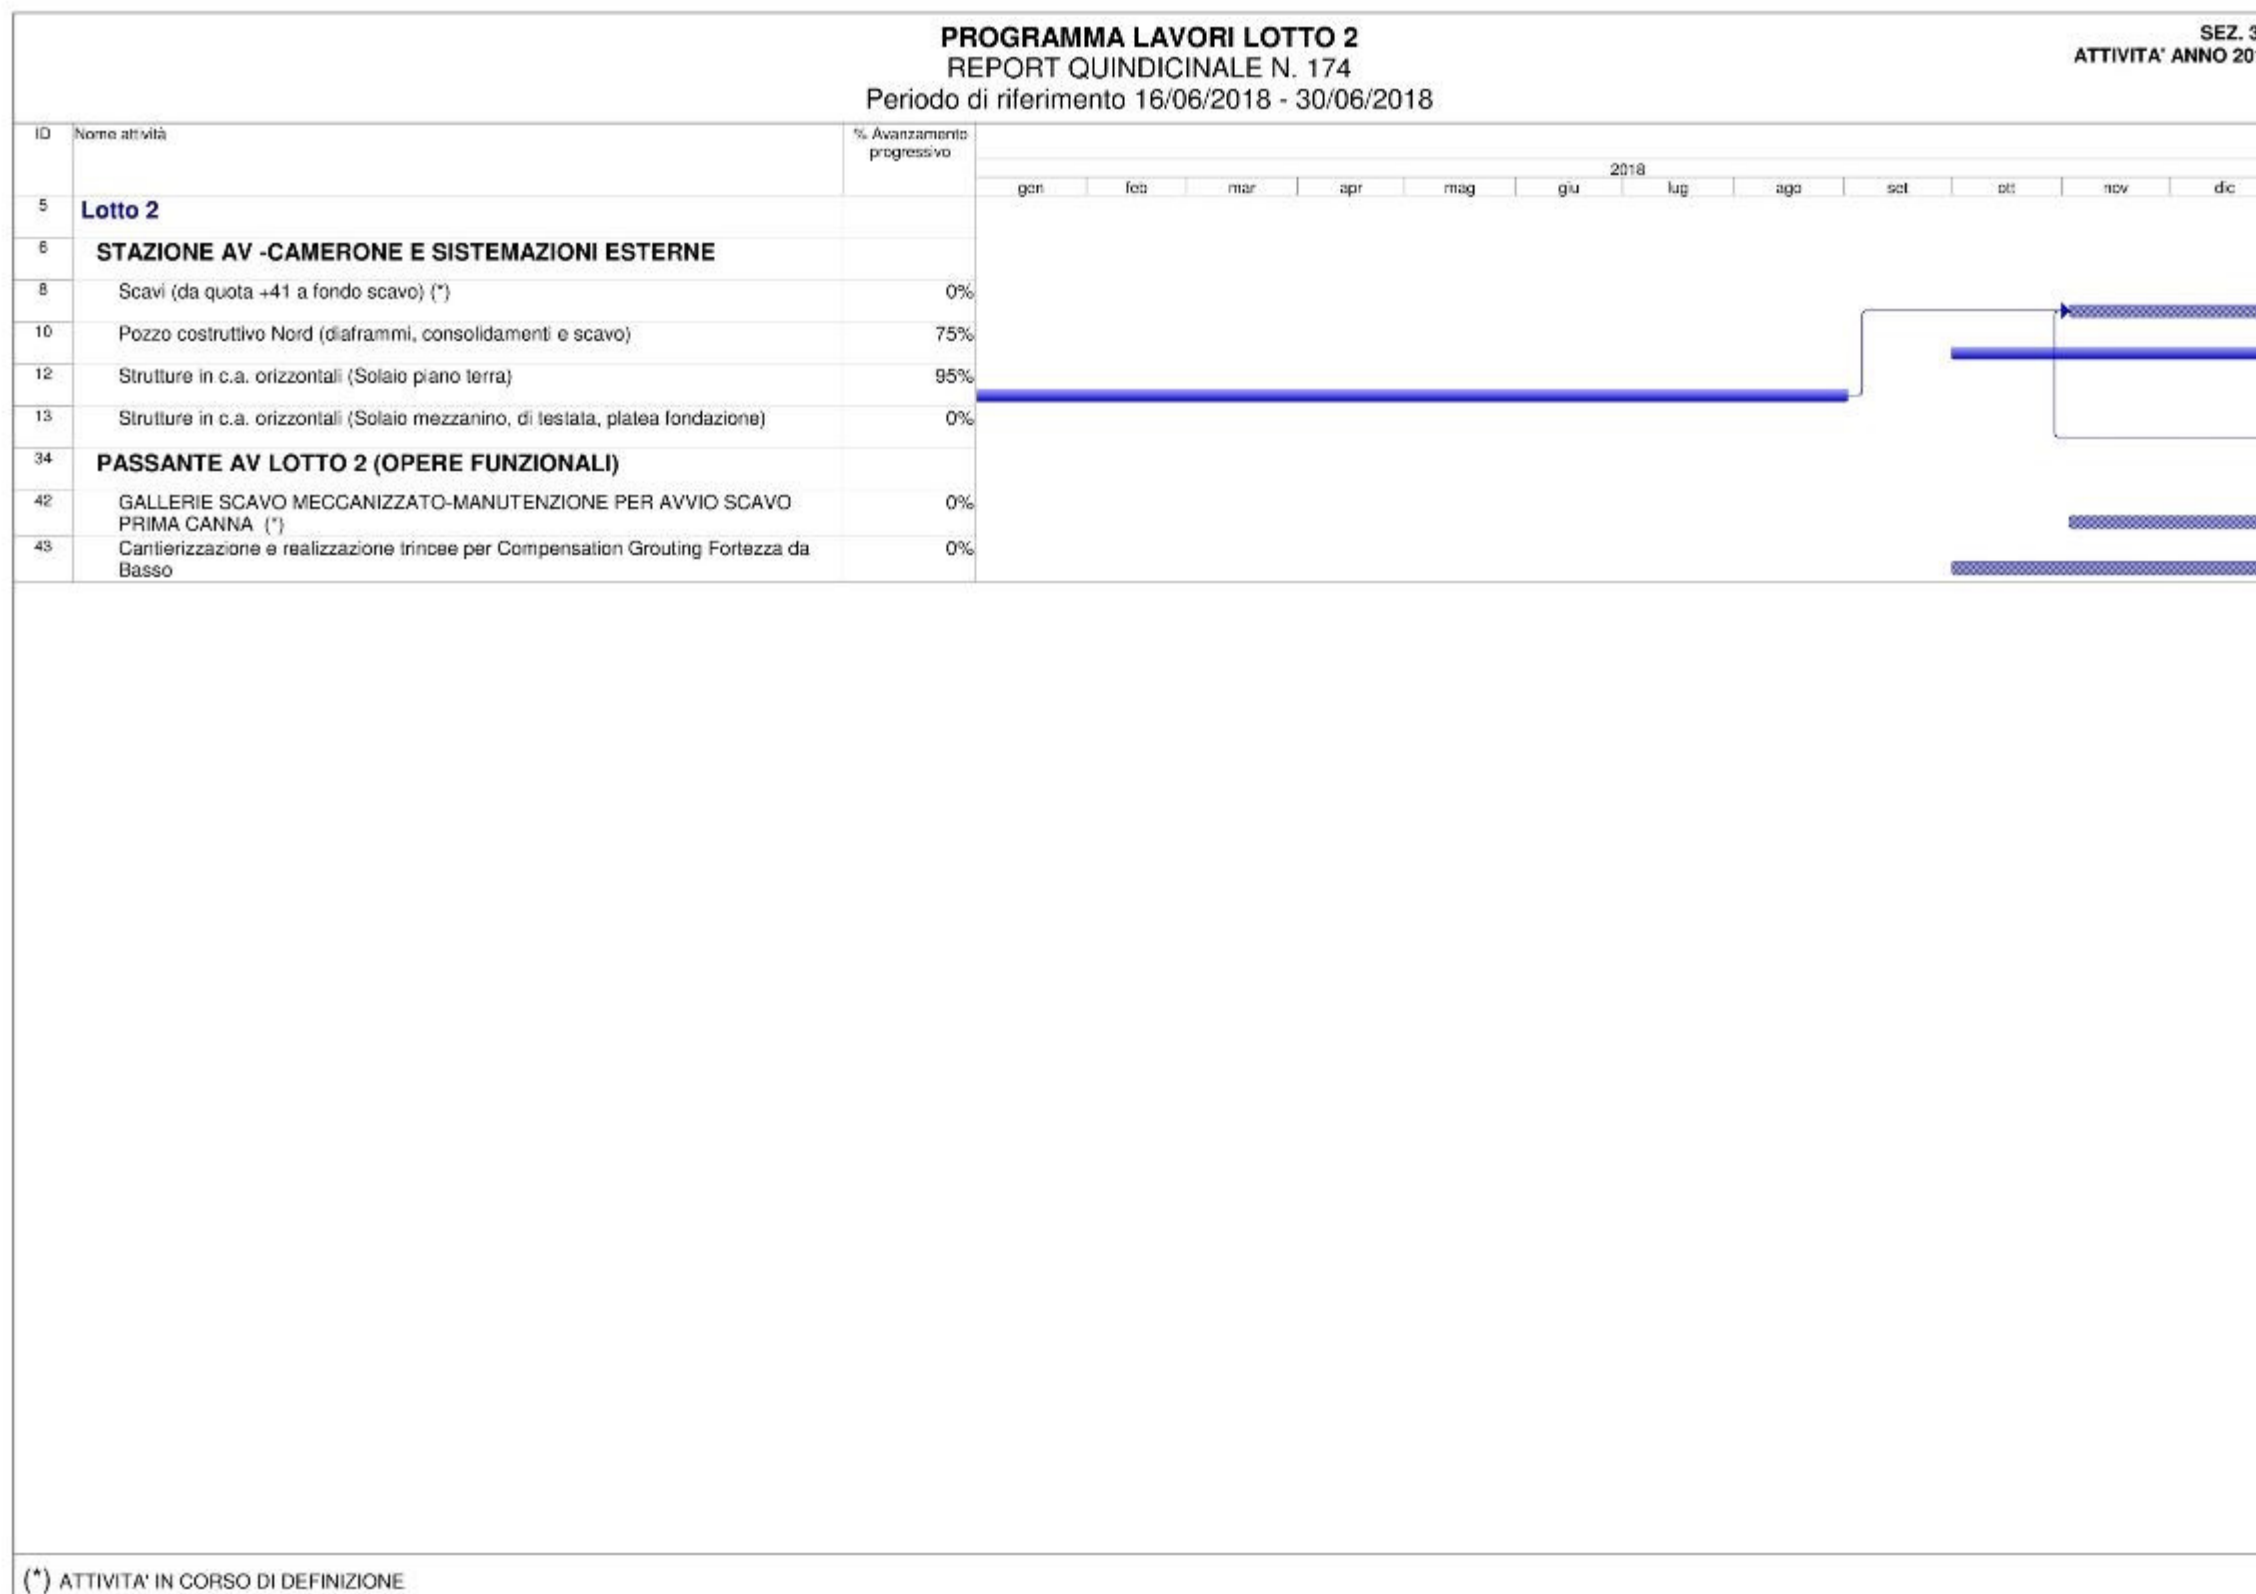 PROGRAMMA LAVORI LOTTO 2
REPORT QUINDICINALE N. 174
Periodo di riferimento 16/06/2018 - 30/06/2018
SEZ. 3
ATTIVITA' ANNO 201
ID Nome attività % Avanzamento
progressivo
2018
gen feb mar apr mag giu lug ago set ott nov dic
5 Lotto 2
6 STAZIONE AV -CAMERONE E SISTEMAZIONI ESTERNE
8 Scavi (da quota +41 a fondo scavo) (*) 0%
10 Pozzo costruttivo Nord (diaframmi, consolidamenti e scavo) 75%
12 Strutture in c.a. orizzontali (Solaio piano terra) 95%
13 Strutture in c.a. orizzontali (Solaio mezzanino, di testata, platea fondazione) 0%
34 PASSANTE AV LOTTO 2 (OPERE FUNZIONALI)
42 GALLERIE SCAVO MECCANIZZATO-MANUTENZIONE PER AVVIO SCAVO 0%
PRIMA CANNA (*)
43 Cantierizzazione e realizzazione trincee per Compensation Grouting Fortezza da 0%
Basso
(*) ATTIVITA' IN CORSO DI DEFINIZIONE